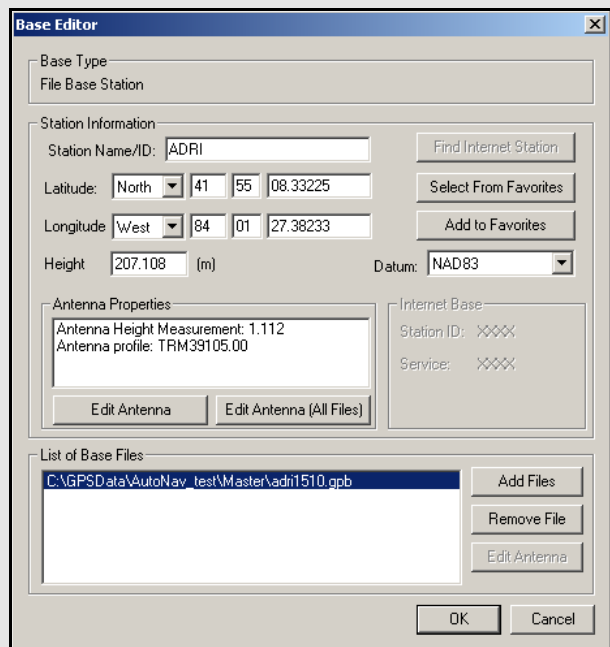 Base Editor
Base Type
File Base Station
Station Information
Station Name/ID: ADRI
Find Internet Station
Latitude: North 41 55 08.33225
Select From Favorites
Longitude West 84 01 27.38233
Add to Favorites
Height 207.108 (m)
Datum: NAD83
Antenna Properties
Antenna Height Measurement: 1.112
Antenna profile: TRM39105.00
Edit Antenna Edit Antenna (All Files)
Internet Base
Station ID: XXXX
Service: XXXX
List of Base Files
C:\GPSData\AutoNav_test\Master\adri1510.gpb
Add Files
Remove File
Edit Antenna
OK Cancel